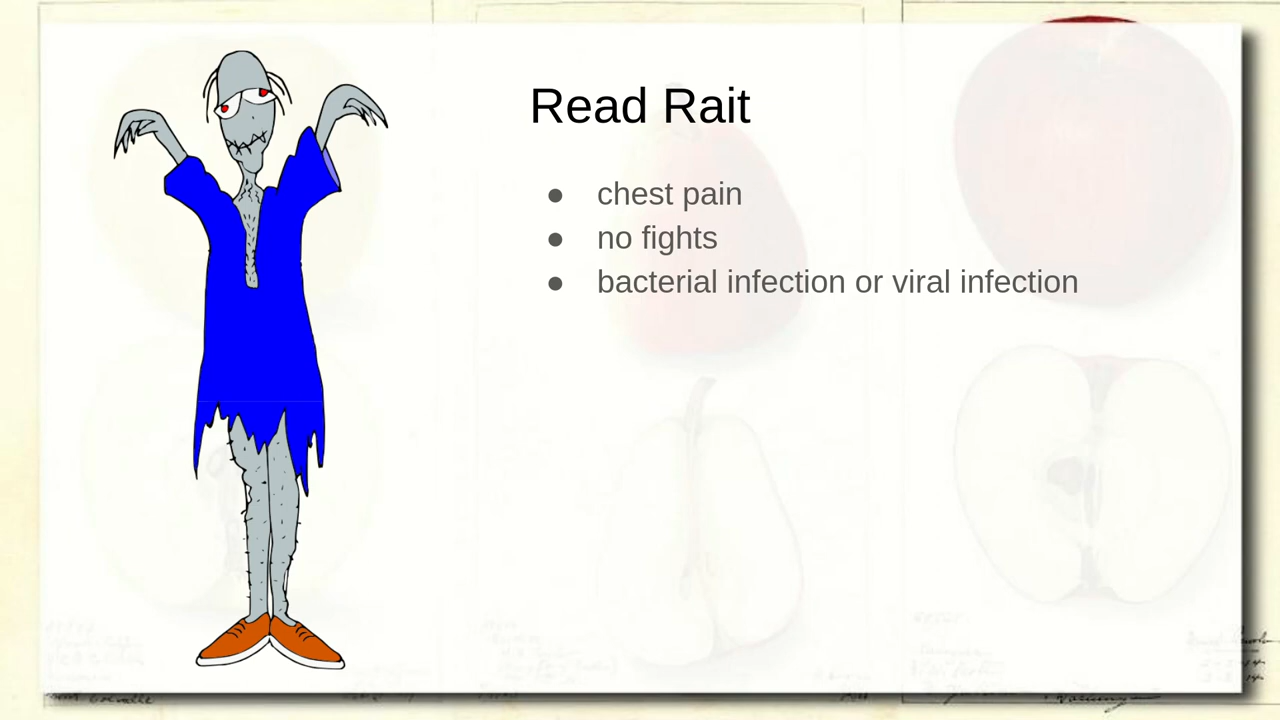 Read Rait
● chest pain
● no fights
● bacterial infection or viral infection